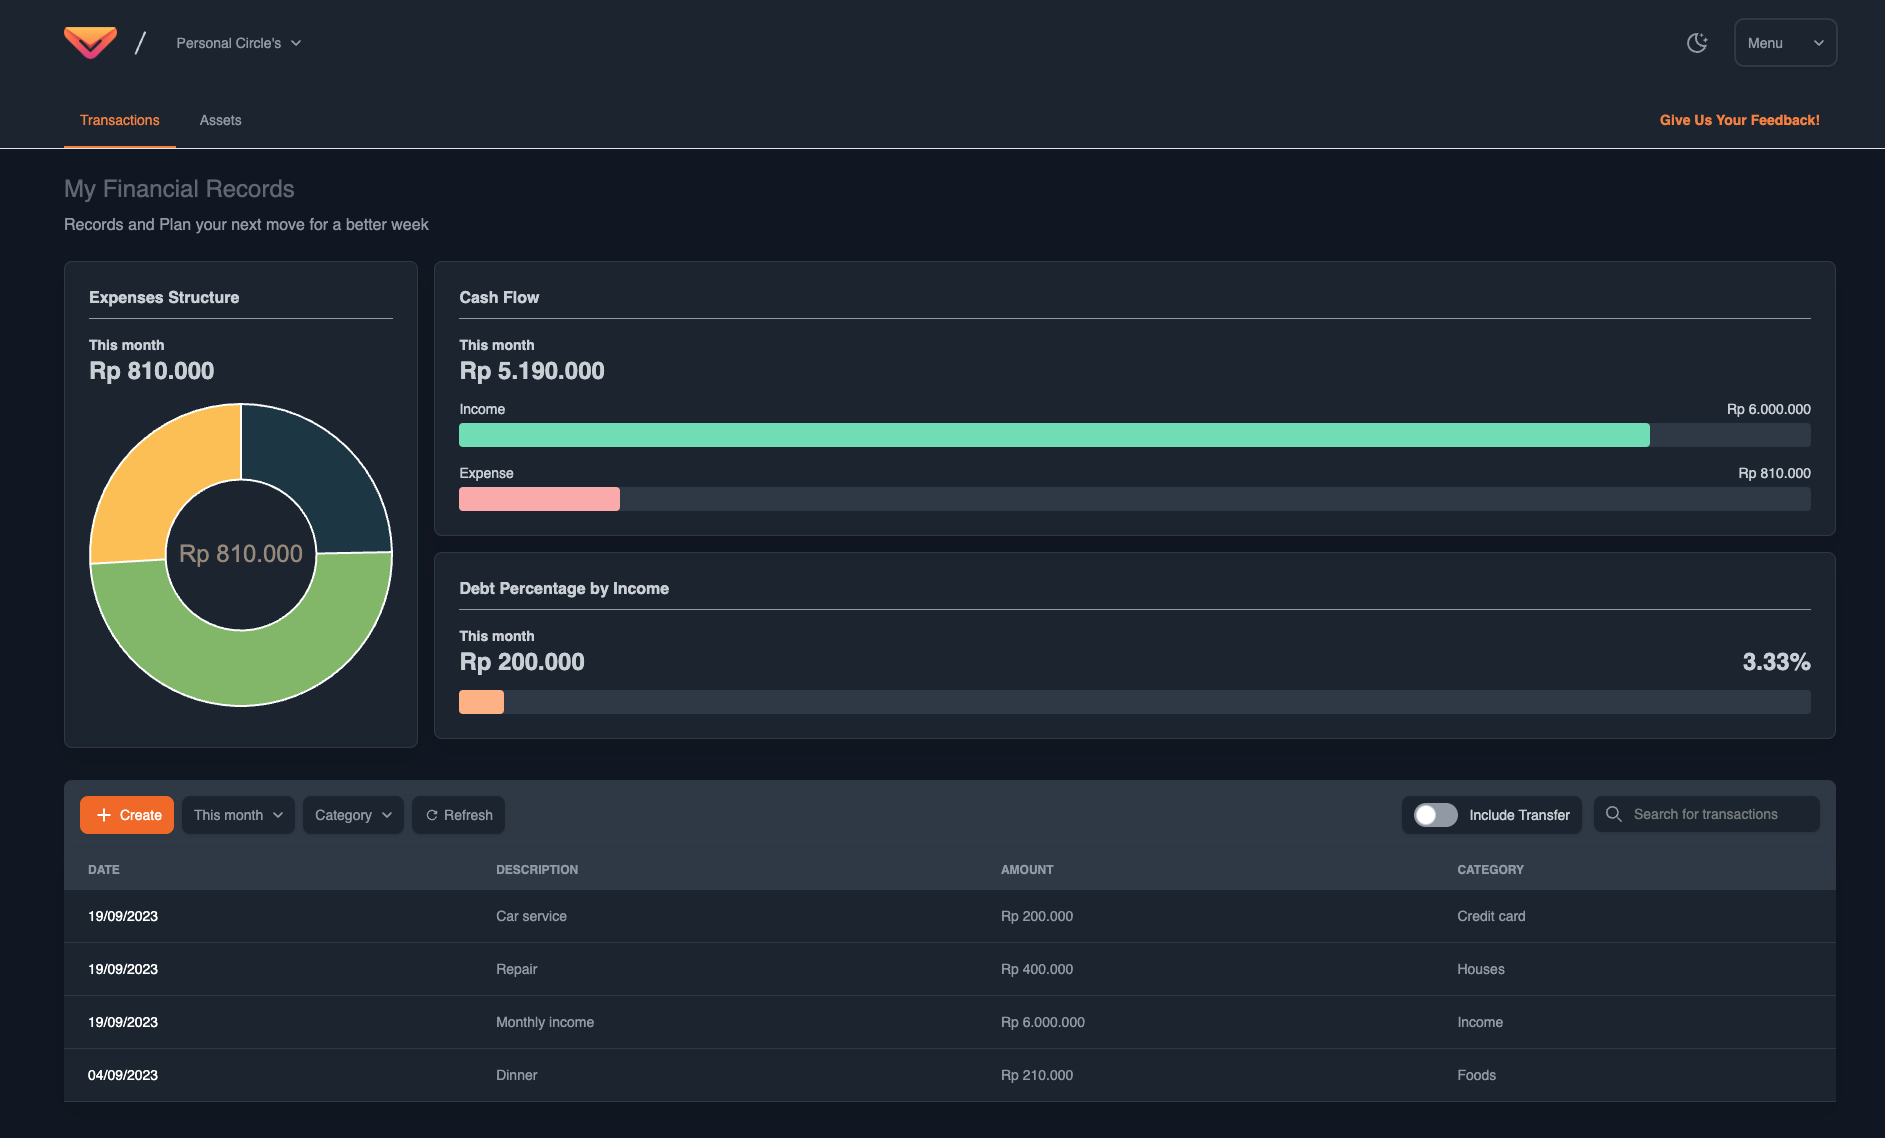 / Personal Circle's
Menu
Transactions Assets
Give Us Your Feedback!
My Financial Records
Records and Plan your next move for a better week
Expenses Structure
This month
Rp 810.000
Rp 810.000
Cash Flow
This month
Rp 5.190.000
Income Rp 6.000.000
Expense Rp 810.000
Debt Percentage by Income
This month
Rp 200.000 3.33%
+ Create This month Category Refresh Include Transfer Search for transactions
DATE DESCRIPTION AMOUNT CATEGORY
19/09/2023 Car service Rp 200.000 Credit card
19/09/2023 Repair Rp 400.000 Houses
19/09/2023 Monthly income Rp 6.000.000 Income
04/09/2023 Dinner Rp 210.000 Foods